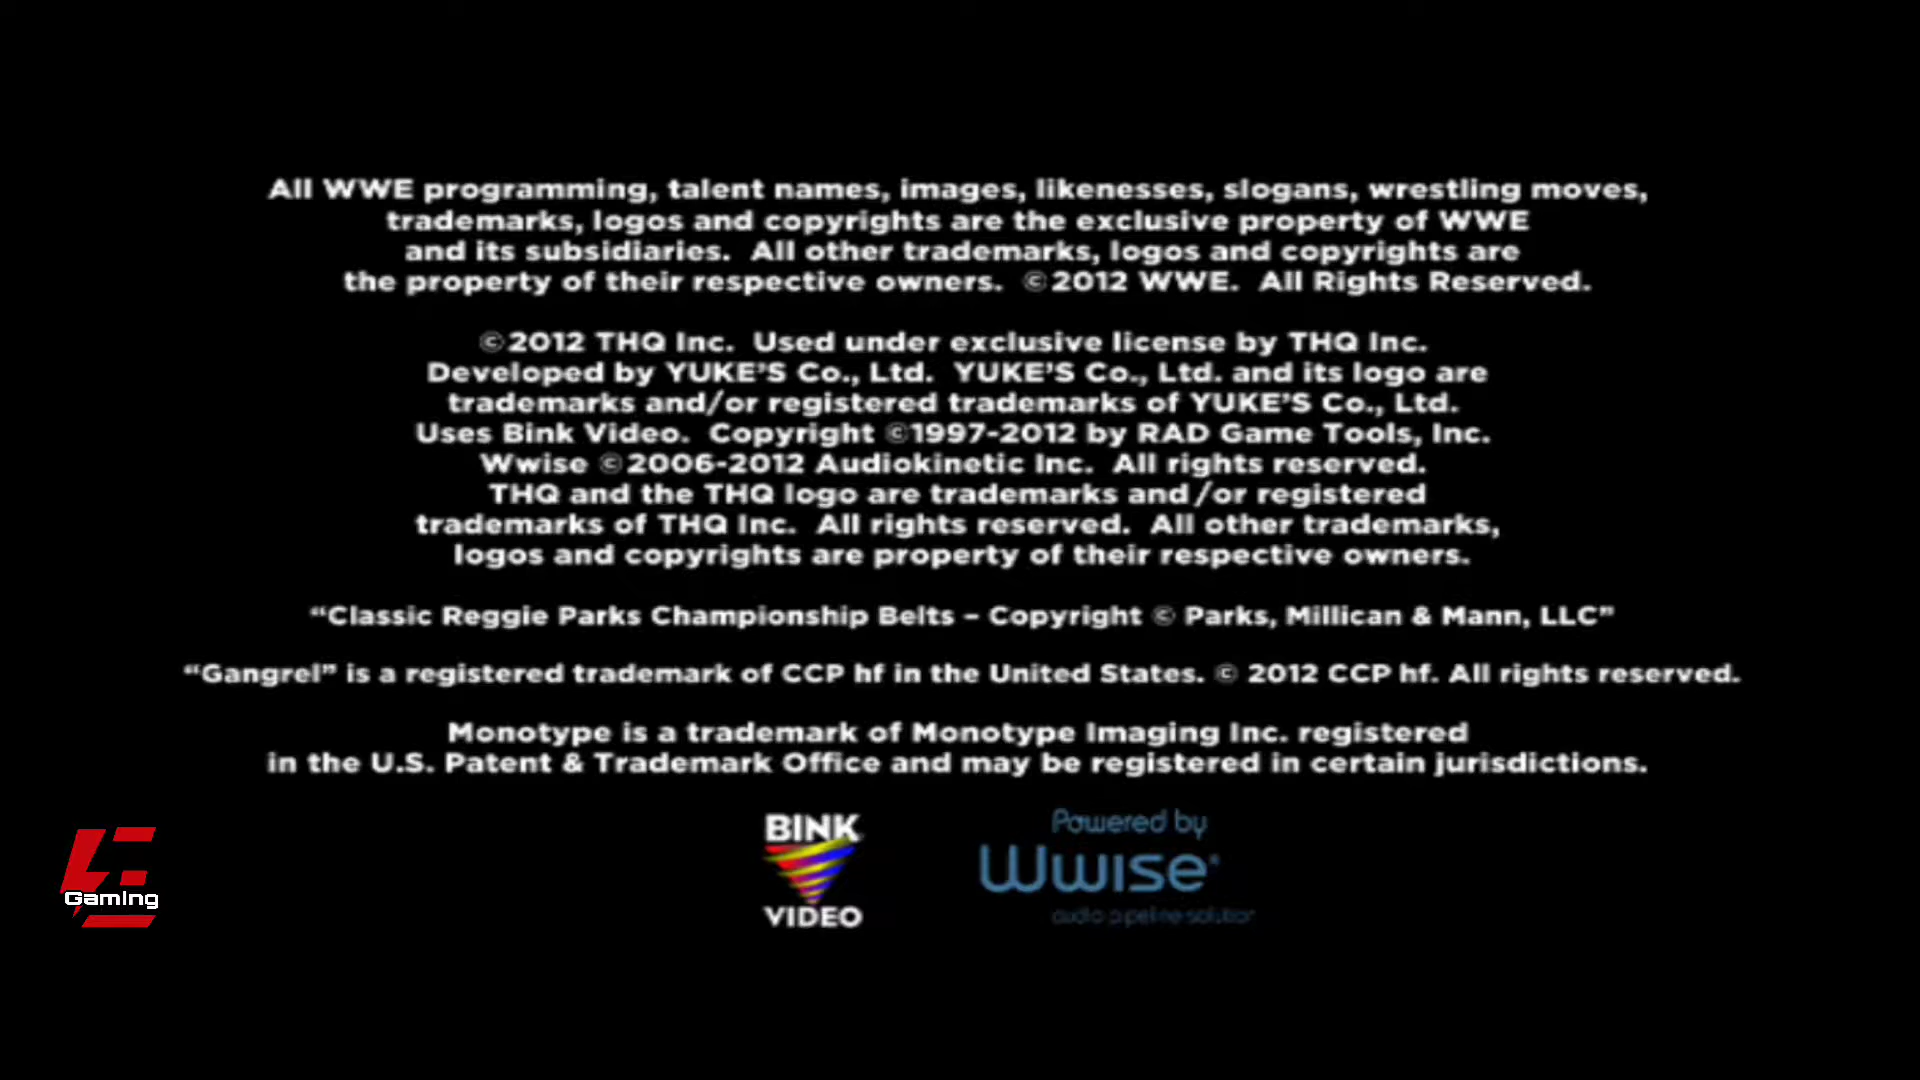 All WWE programming, talent names, images, likenesses, slogans, wrestling moves,
trademarks, logos and copyrights are the exclusive property of WWE
and its subsidiaries. All other trademarks, logos and copyrights are
the property of their respective owners. ©2012 WWE. All Rights Reserved.
©2012 THQ Inc. Used under exclusive license by THQ Inc.
Developed by YUKE'S Co., Ltd. YUKE'S Co., Ltd. and its logo are
trademarks and/or registered trademarks of YUKE'S Co., Ltd.
Uses Bink Video. Copyright ©1997-2012 by RAD Game Tools, Inc.
Wwise ©2006-2012 Audiokinetic Inc. All rights reserved.
THQ and the THQ logo are trademarks and/or registered
trademarks of THQ Inc. All rights reserved. All other trademarks,
logos and copyrights are property of their respective owners.
“Classic Reggie Parks Championship Belts – Copyright © Parks, Millican & Mann, LLC”
“Gangrel” is a registered trademark of CCP hf in the United States. © 2012 CCP hf. All rights reserved.
Monotype is a trademark of Monotype Imaging Inc. registered
in the U.S. Patent & Trademark Office and may be registered in certain jurisdictions.
BINK
VIDEO
Powered by
Wwise®
audio pipeline solution
Gaming